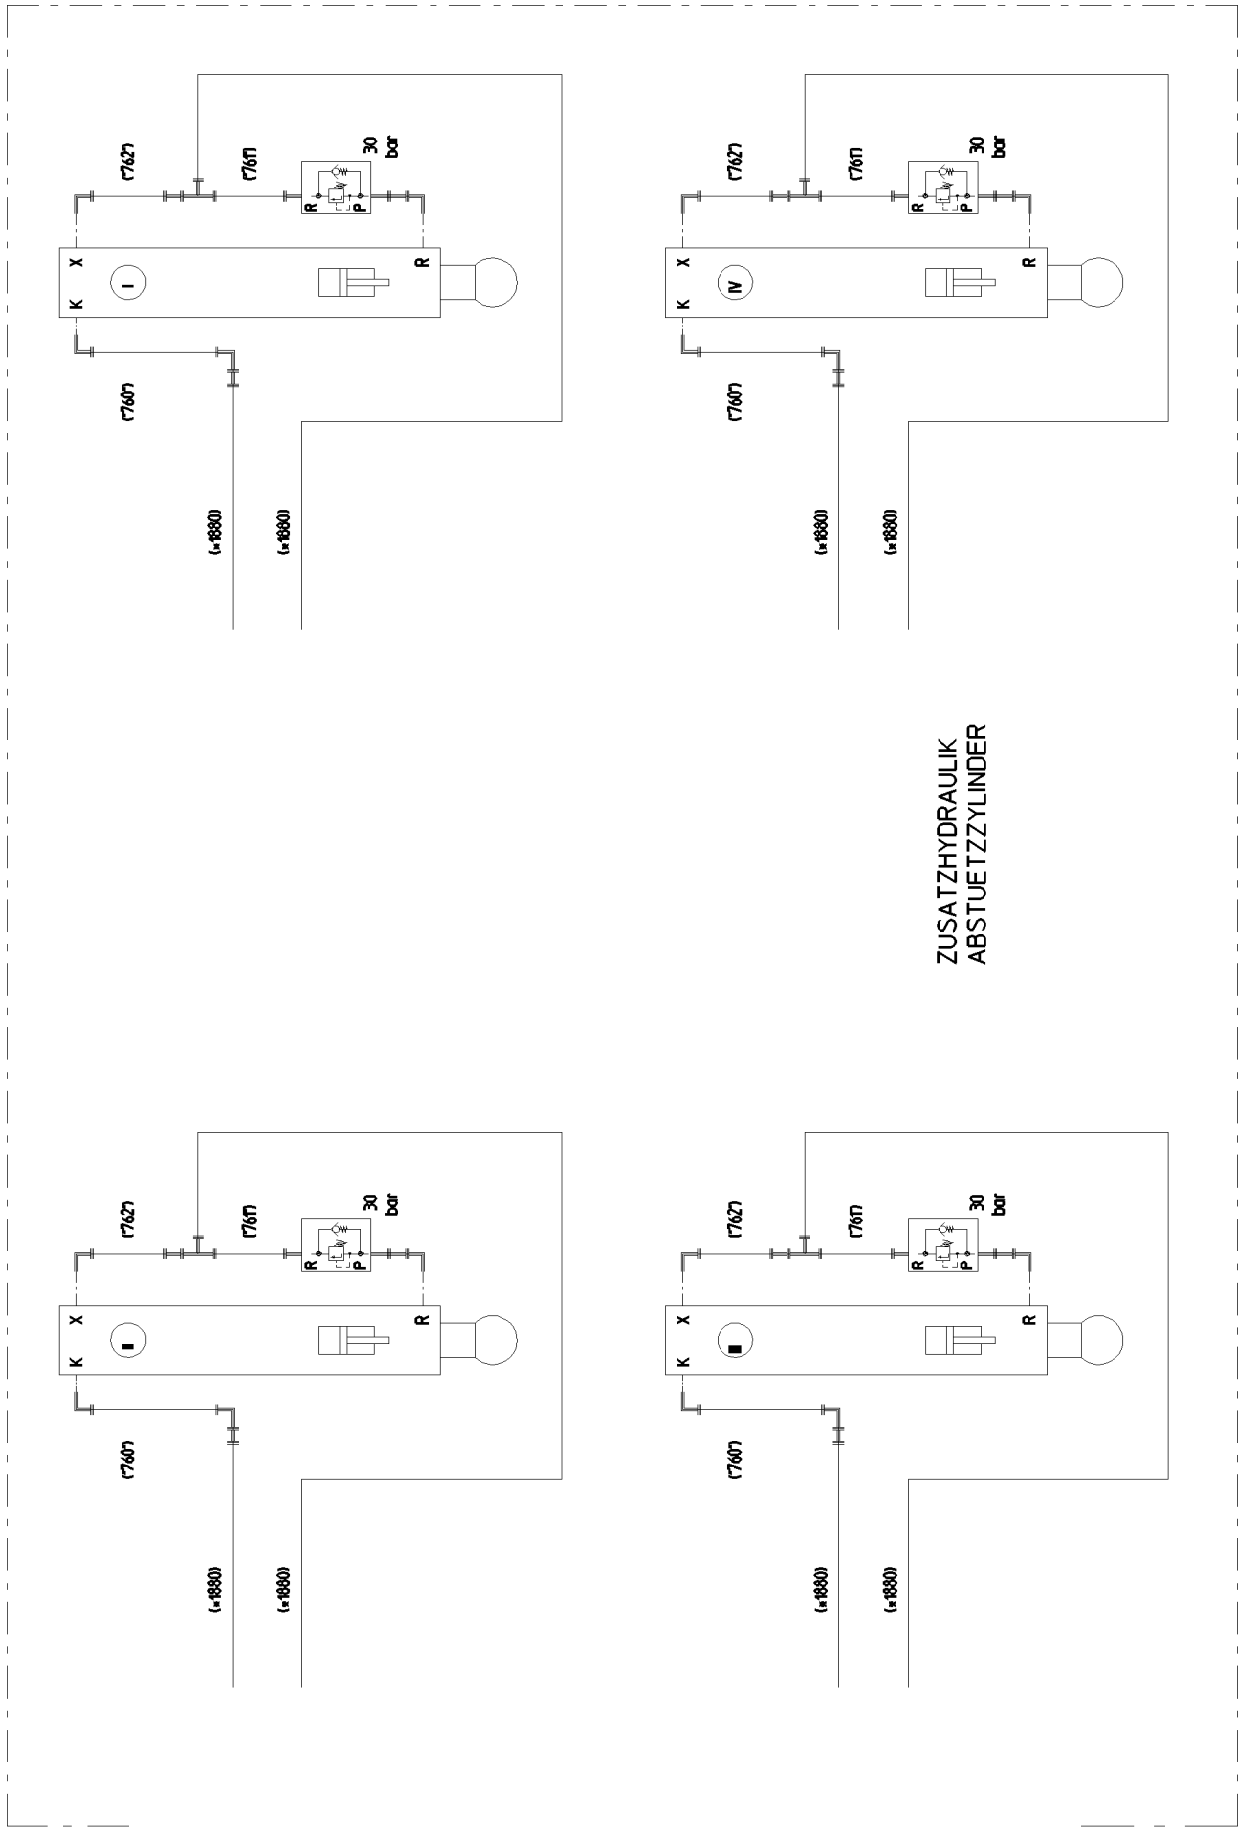 ("762")
("761")
30
bar
R
P
X
K
I
R
("760")
(*1880)
(*1880)
("762")
("761")
30
bar
R
P
X
K
IV
R
("760")
(*1880)
(*1880)
ZUSATZHYDRAULIK
ABSTUETZZYLINDER
("762")
("761")
30
bar
R
P
X
K
R
("760")
(*1880)
(*1880)
("762")
("761")
30
bar
R
P
X
K
R
("760")
(*1880)
(*1880)